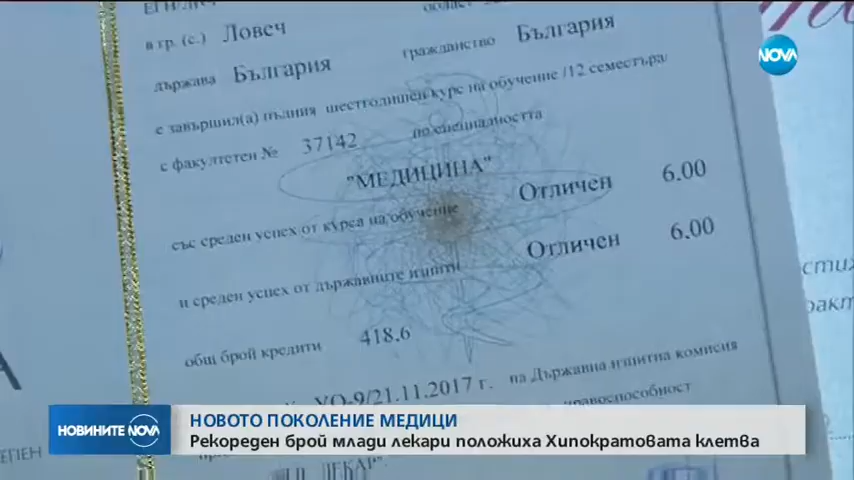 в гр. (с.) Ловеч
държава България гражданство България
е завършил(а) пълния шестгодишен курс на обучение /12 семестъра/
с факултетен № 37142 по специалността
"МЕДИЦИНА"
със среден успех от курса на обучение Отличен 6.00
и среден успех от държавните изпити Отличен 6.00
общ брой кредити 418.6
УО-9/21.11.2017 г. на Държавна изпитна комисия
правоспособност
ЛЕКАР".
NOVA
НОВИНИТЕ NOVA
НОВОТО ПОКОЛЕНИЕ МЕДИЦИ
Рекореден брой млади лекари положиха Хипократовата клетва